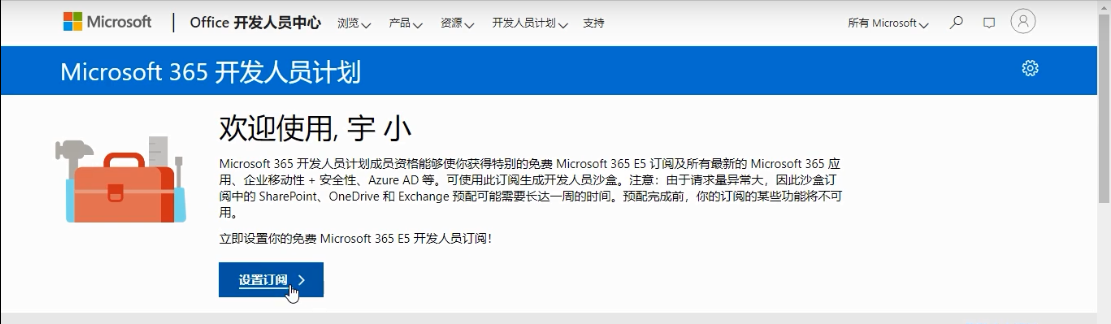 Microsoft | Office 开发人员中心 浏览 产品 资源 开发人员计划 支持 所有 Microsoft
Microsoft 365 开发人员计划
欢迎使用, 宇 小
Microsoft 365 开发人员计划成员资格能够使你获得特别的免费 Microsoft 365 E5 订阅及所有最新的 Microsoft 365 应
用、企业移动性 + 安全性、Azure AD 等。可使用此订阅生成开发人员沙盒。注意：由于请求量异常大，因此沙盒订
阅中的 SharePoint、OneDrive 和 Exchange 预配可能需要长达一周的时间。预配完成前，你的订阅的某些功能将不可
用。
立即设置你的免费 Microsoft 365 E5 开发人员订阅！
设置订阅